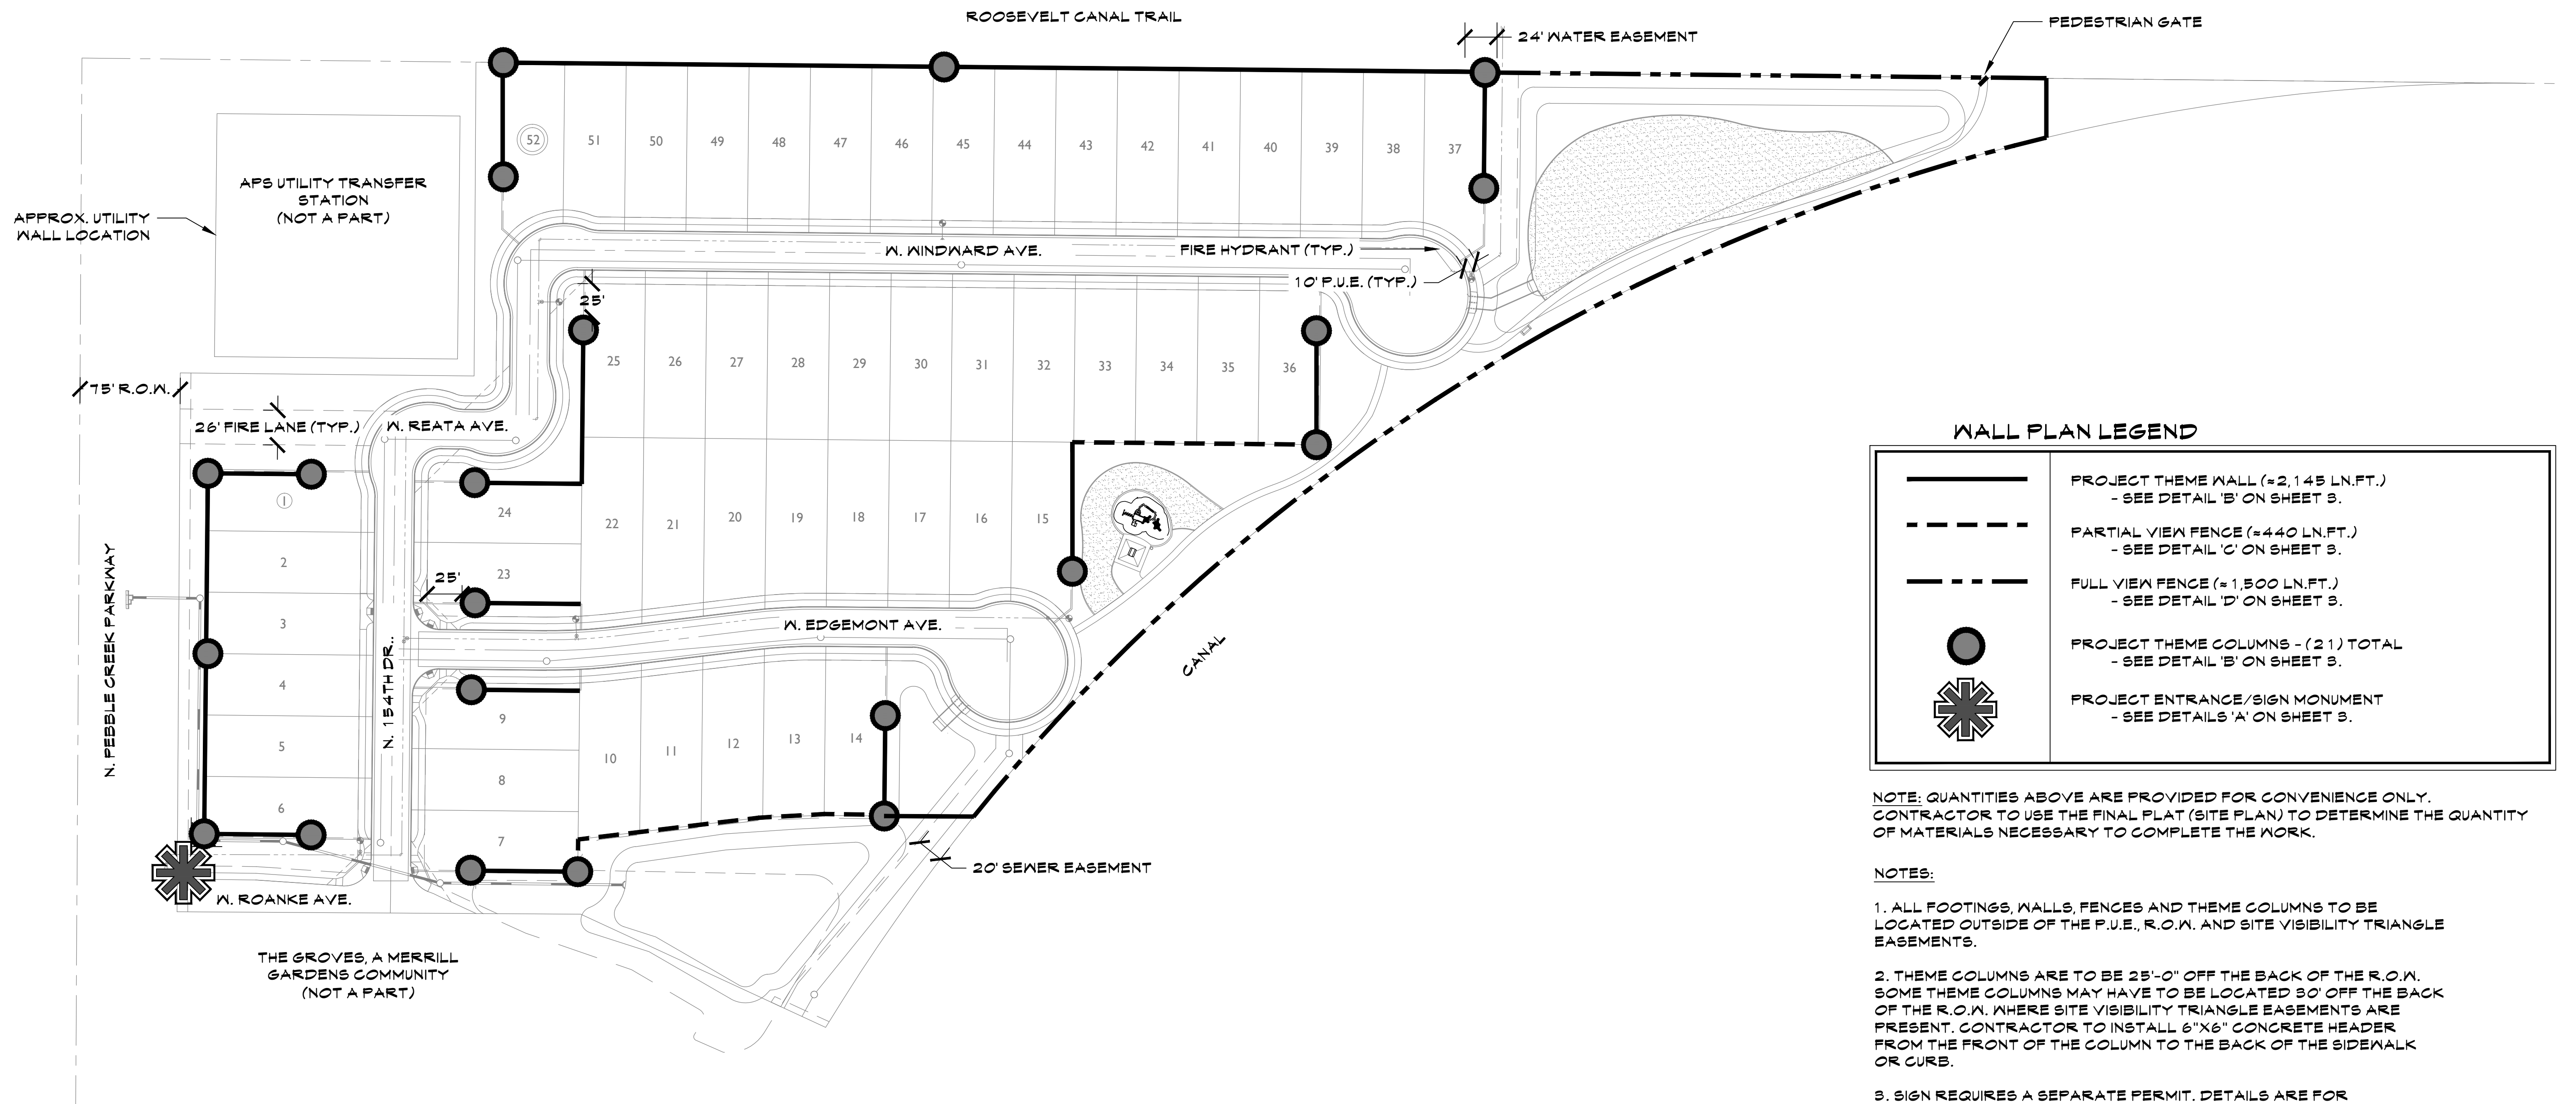 ROOSEVELT CANAL TRAIL
PEDESTRIAN GATE
24' WATER EASEMENT
52
51
50
49
48
47
46
45
44
43
42
41
40
39
38
37
APS UTILITY TRANSFER
STATION
(NOT A PART)
APPROX. UTILITY
WALL LOCATION
W. WINDWARD AVE.
FIRE HYDRANT (TYP.)
10' P.U.E. (TYP.)
25'
25
26
27
28
29
30
31
32
33
34
35
36
75' R.O.W.
26' FIRE LANE (TYP.)
W. REATA AVE.
1
2
3
4
5
6
24
23
22
21
20
19
18
17
16
15
25'
N. PEBBLE CREEK PARKWAY
N. 154TH DR..
W. EDGEMONT AVE.
CANAL
9
8
7
10
11
12
13
14
20' SEWER EASEMENT
W. ROANKE AVE.
THE GROVES, A MERRILL
GARDENS COMMUNITY
(NOT A PART)
WALL PLAN LEGEND
PROJECT THEME WALL (≈2,145 LN.FT.)
- SEE DETAIL 'B' ON SHEET 3.
PARTIAL VIEW FENCE (≈440 LN.FT.)
- SEE DETAIL 'C' ON SHEET 3.
FULL VIEW FENCE (≈1,500 LN.FT.)
- SEE DETAIL 'D' ON SHEET 3.
PROJECT THEME COLUMNS - (21) TOTAL
- SEE DETAIL 'B' ON SHEET 3.
PROJECT ENTRANCE/SIGN MONUMENT
- SEE DETAILS 'A' ON SHEET 3.
NOTE: QUANTITIES ABOVE ARE PROVIDED FOR CONVENIENCE ONLY.
CONTRACTOR TO USE THE FINAL PLAT (SITE PLAN) TO DETERMINE THE QUANTITY
OF MATERIALS NECESSARY TO COMPLETE THE WORK.
NOTES:
1. ALL FOOTINGS, WALLS, FENCES AND THEME COLUMNS TO BE
LOCATED OUTSIDE OF THE P.U.E., R.O.W. AND SITE VISIBILITY TRIANGLE
EASEMENTS.
2. THEME COLUMNS ARE TO BE 25'-0" OFF THE BACK OF THE R.O.W.
SOME THEME COLUMNS MAY HAVE TO BE LOCATED 30' OFF THE BACK
OF THE R.O.W. WHERE SITE VISIBILITY TRIANGLE EASEMENTS ARE
PRESENT. CONTRACTOR TO INSTALL 6"X6" CONCRETE HEADER
FROM THE FRONT OF THE COLUMN TO THE BACK OF THE SIDEWALK
OR CURB.
3. SIGN REQUIRES A SEPARATE PERMIT. DETAILS ARE FOR